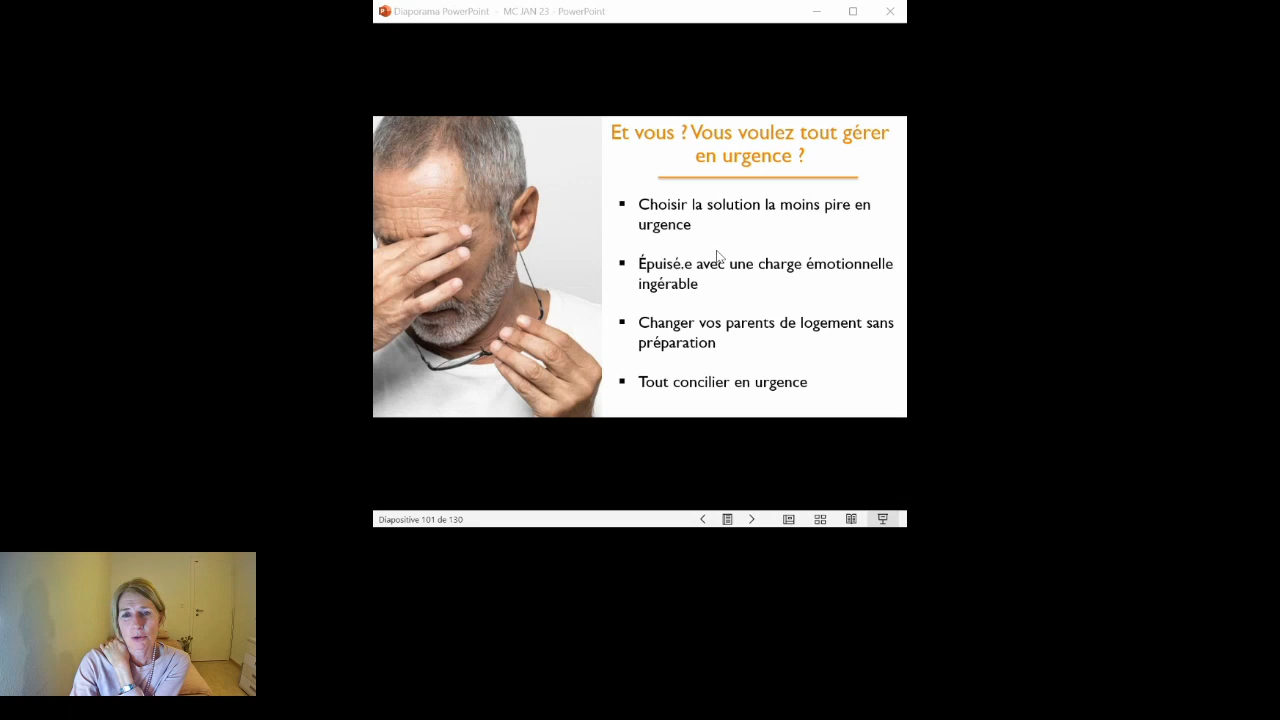 Diaporama PowerPoint - MC JAN 23 - PowerPoint
Et vous ? Vous voulez tout gérer
en urgence ?
▪ Choisir la solution la moins pire en
urgence
▪ Épuisé.e avec une charge émotionnelle
ingérable
▪ Changer vos parents de logement sans
préparation
▪ Tout concilier en urgence
Diapositive 101 de 130